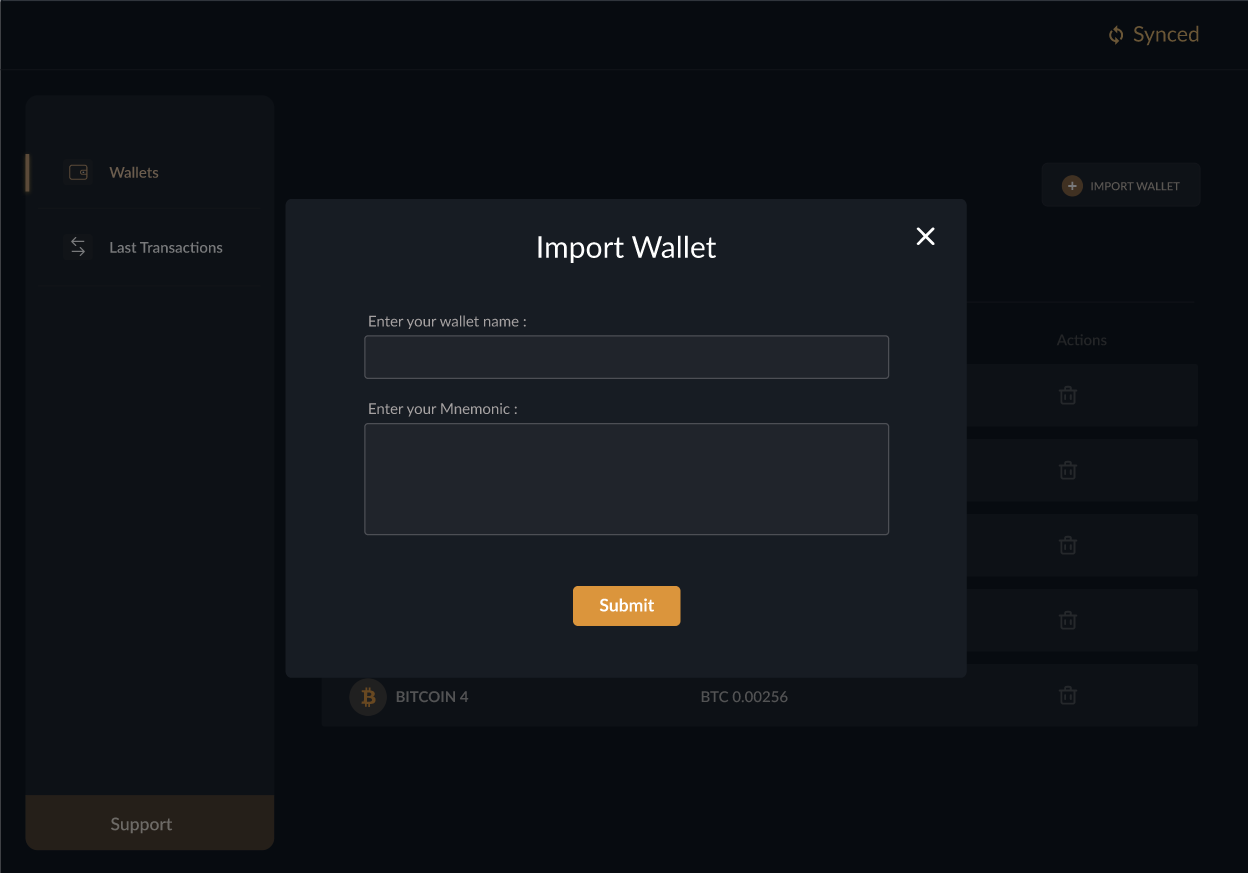 Synced
Wallets
Last Transactions
IMPORT WALLET
Import Wallet
Enter your wallet name :
Enter your Mnemonic :
Submit
Actions
BITCOIN 4 BTC 0.00256
Support